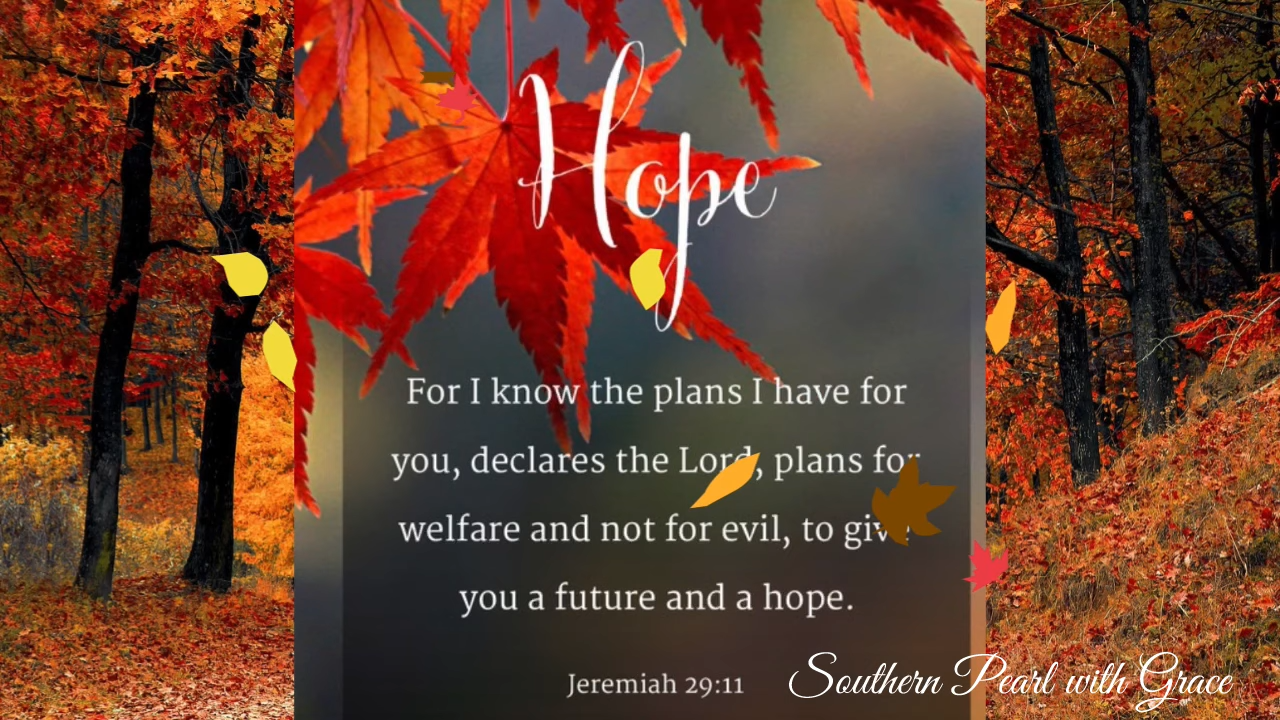 Hope
For I know the plans I have for
you, declares the Lord, plans for
welfare and not for evil, to give
you a future and a hope.
Jeremiah 29:11
Southern Pearl with Grace